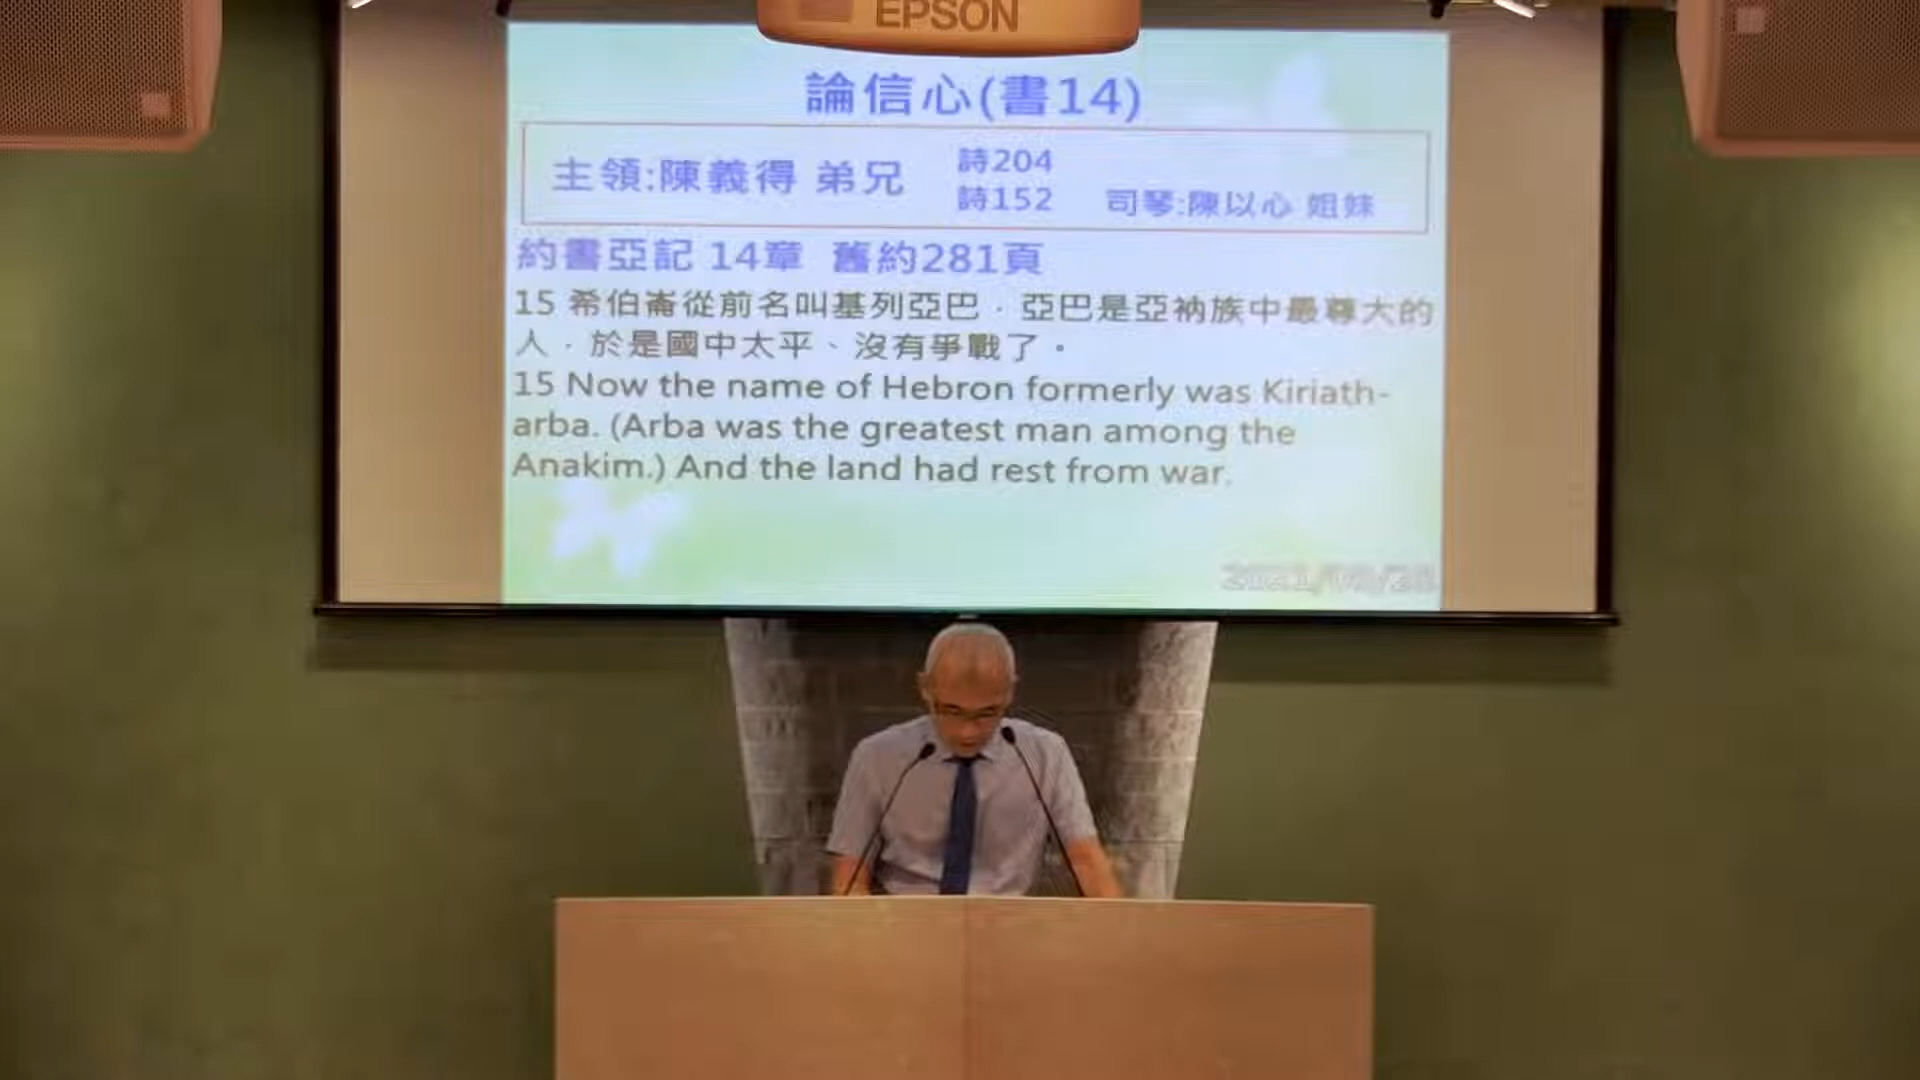 EPSON
論信心(書14)
主領:陳義得 弟兄
詩204
詩152
司琴:陳以心 姐妹
約書亞記 14章 舊約281頁
15 希伯崙從前名叫基列亞巴．亞巴是亞衲族中最尊大的
人．於是國中太平、沒有爭戰了。
15 Now the name of Hebron formerly was Kiriath-
arba. (Arba was the greatest man among the
Anakim.) And the land had rest from war.